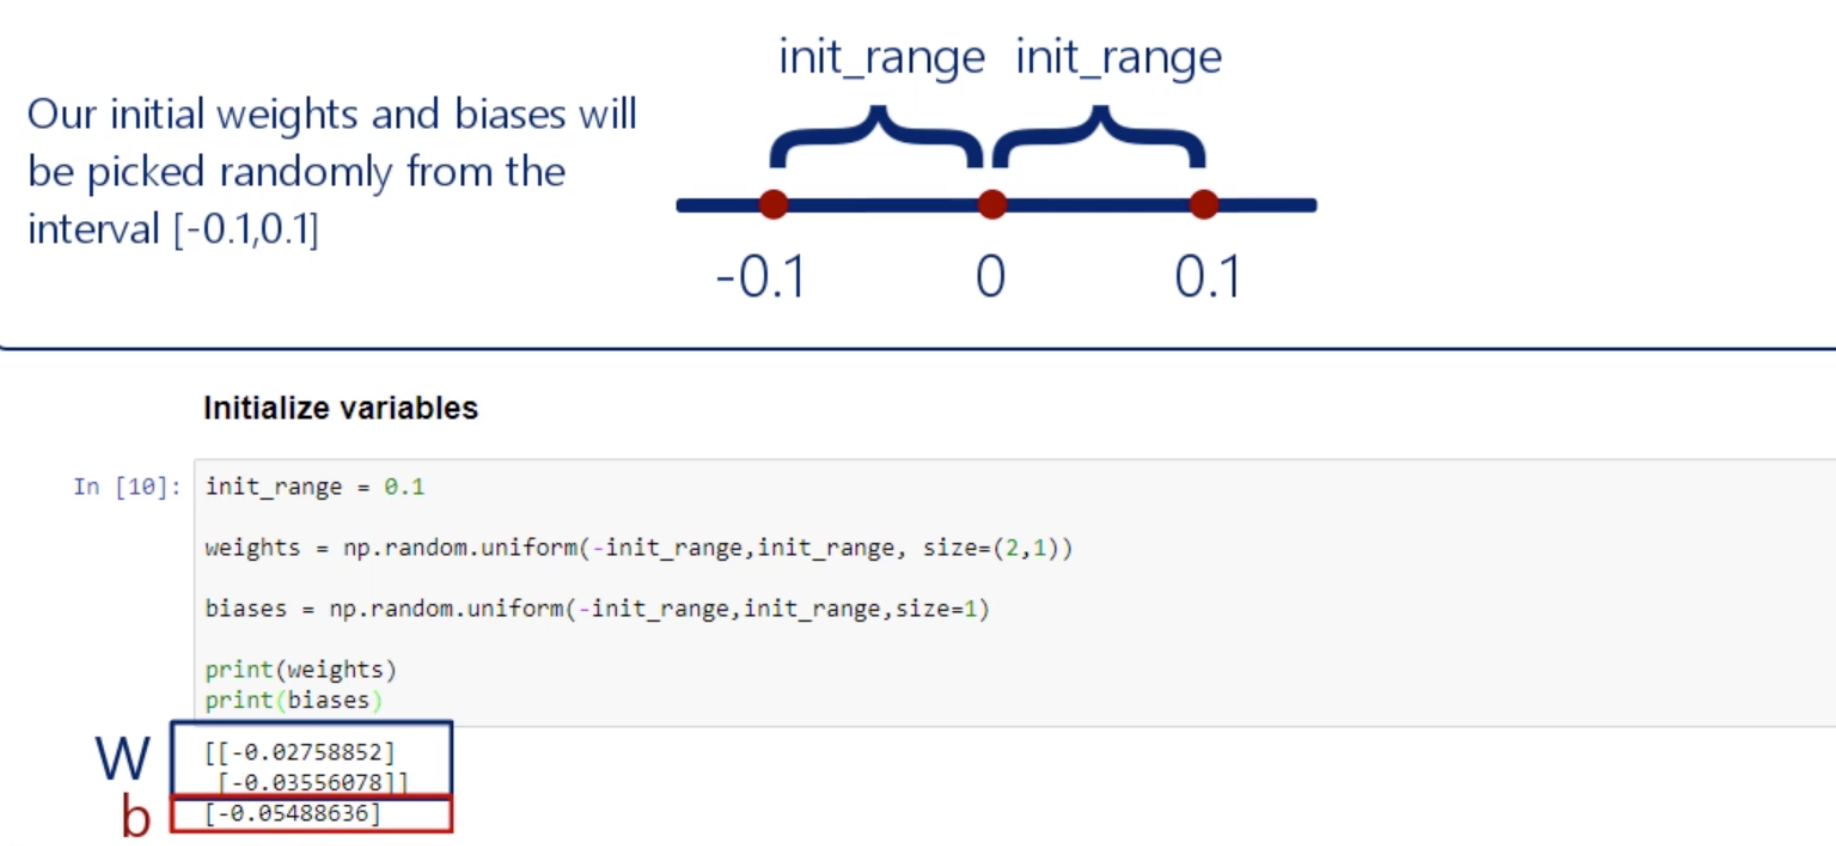 init_range init_range
Our initial weights and biases will
be picked randomly from the
interval [-0.1,0.1]
-0.1 0 0.1
Initialize variables
In [10]: init_range = 0.1
weights = np.random.uniform(-init_range,init_range, size=(2,1))
biases = np.random.uniform(-init_range,init_range,size=1)
print(weights)
print(biases)
W
[[-0.02758852]
[-0.03556078]]
b [-0.05488636]